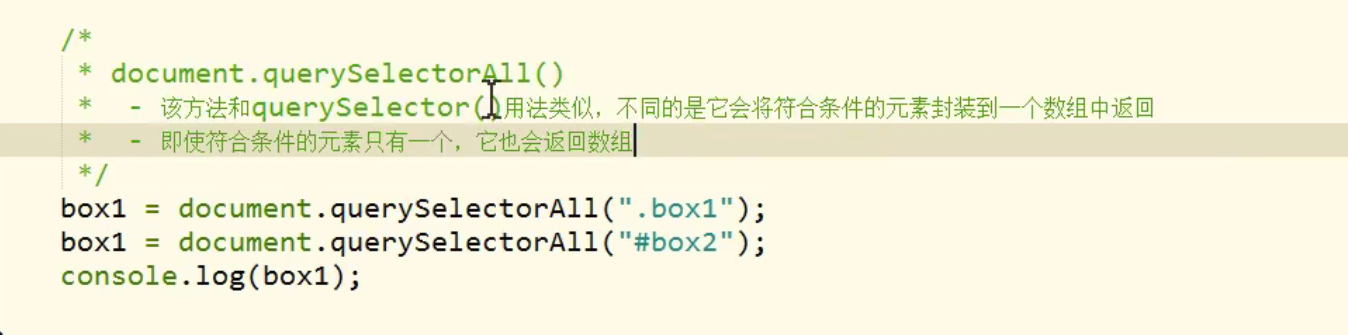 /*
* document.querySelectorAll()
* - 该方法和querySelector()用法类似，不同的是它会将符合条件的元素封装到一个数组中返回
* - 即使符合条件的元素只有一个，它也会返回数组
*/
box1 = document.querySelectorAll(".box1");
box1 = document.querySelectorAll("#box2");
console.log(box1);